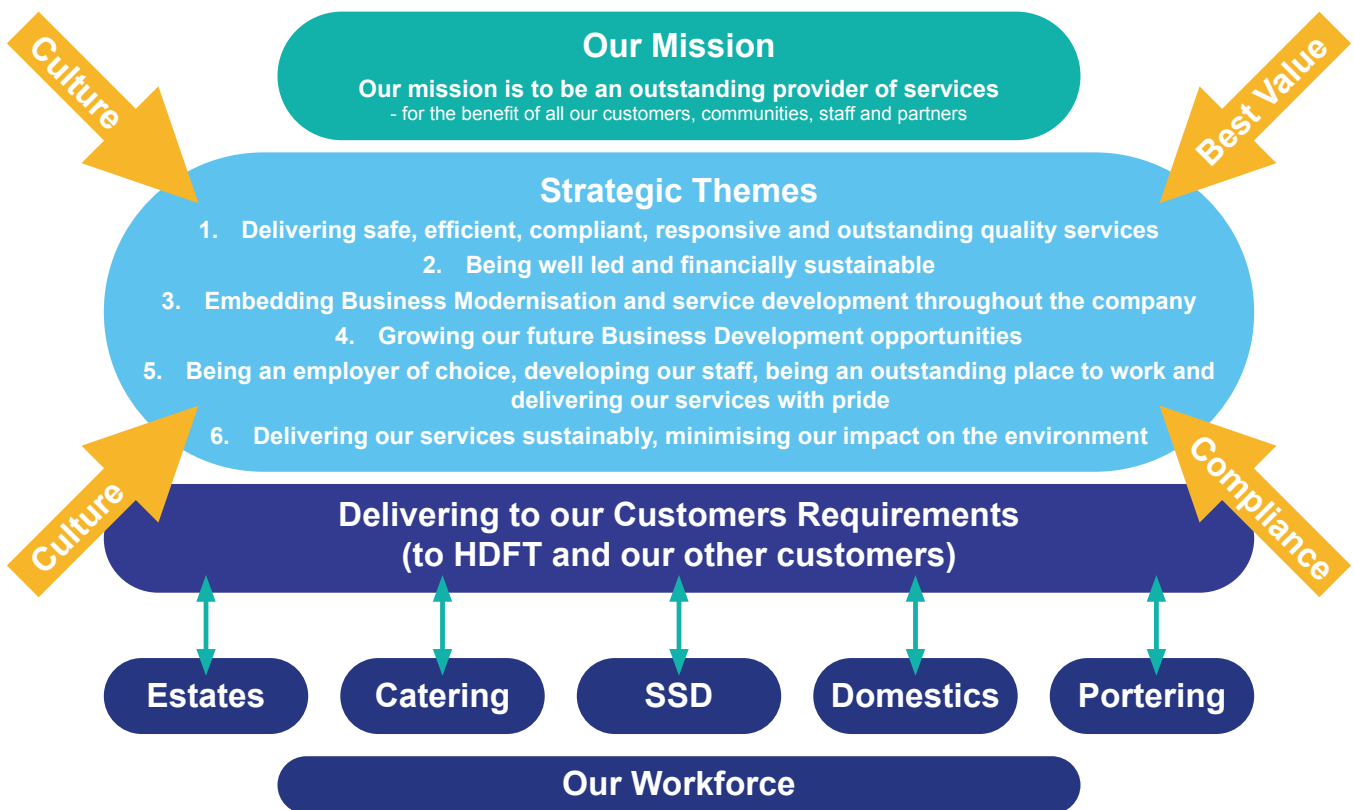 Culture
Our Mission
Our mission is to be an outstanding provider of services
- for the benefit of all our customers, communities, staff and partners
Best Value
Strategic Themes
1. Delivering safe, efficient, compliant, responsive and outstanding quality services
2. Being well led and financially sustainable
3. Embedding Business Modernisation and service development throughout the company
4. Growing our future Business Development opportunities
5. Being an employer of choice, developing our staff, being an outstanding place to work and
delivering our services with pride
6. Delivering our services sustainably, minimising our impact on the environment
Culture
Compliance
Delivering to our Customers Requirements
(to HDFT and our other customers)
Estates
Catering
SSD
Domestics
Portering
Our Workforce